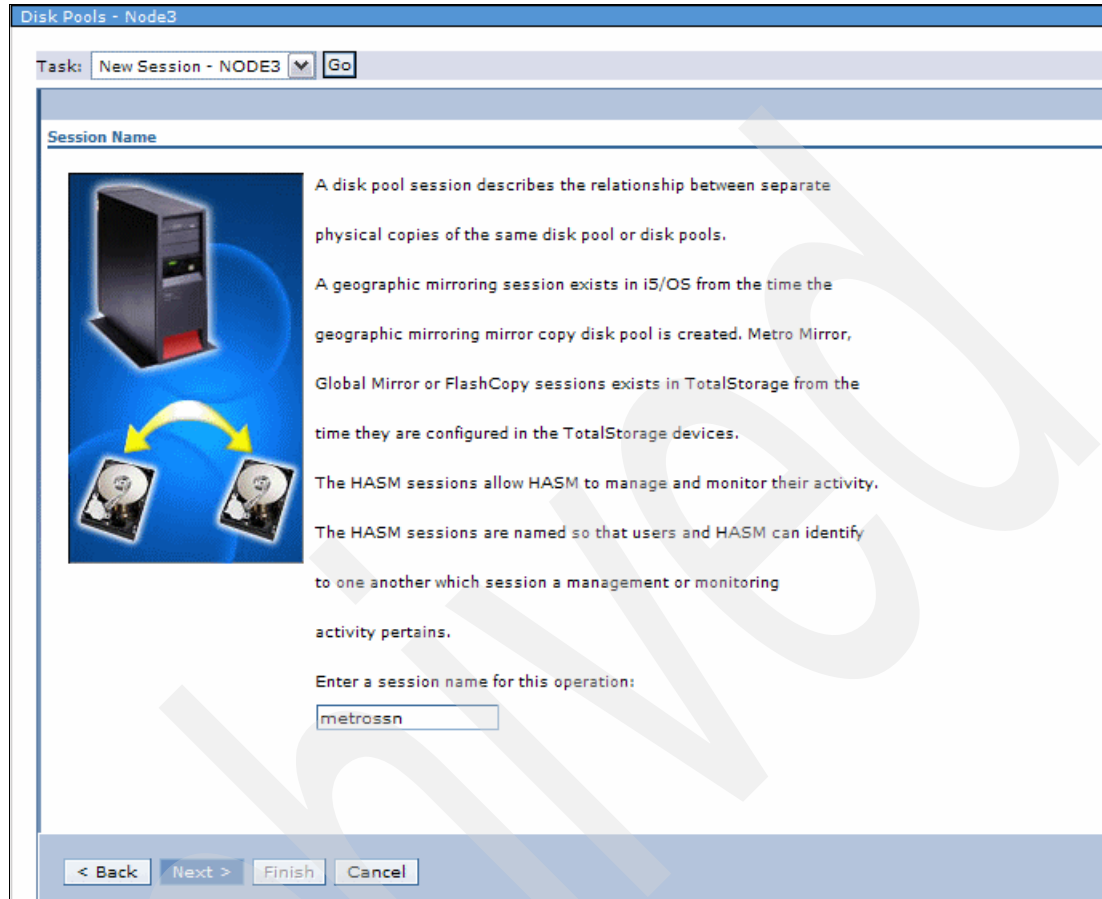 Disk Pools - Node3
Task: New Session - NODE3 Go
Session Name
A disk pool session describes the relationship between separate
physical copies of the same disk pool or disk pools.
A geographic mirroring session exists in i5/OS from the time the
geographic mirroring mirror copy disk pool is created. Metro Mirror,
Global Mirror or FlashCopy sessions exists in TotalStorage from the
time they are configured in the TotalStorage devices.
The HASM sessions allow HASM to manage and monitor their activity.
The HASM sessions are named so that users and HASM can identify
to one another which session a management or monitoring
activity pertains.
Enter a session name for this operation:
metrossn
< Back Next > Finish Cancel
hived